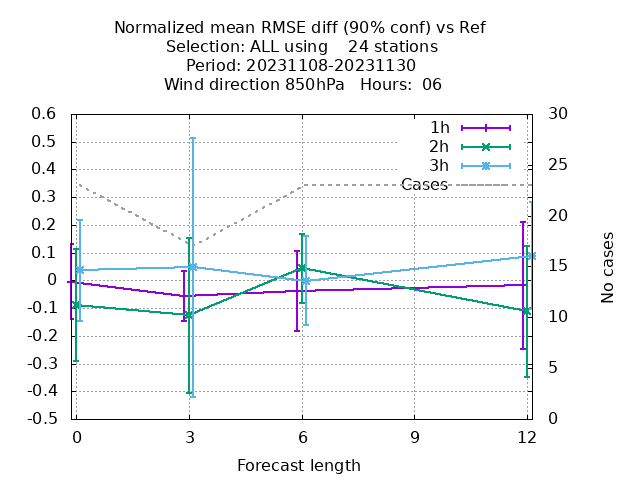 Normalized mean RMSE diff (90% conf) vs Ref
Selection: ALL using    24 stations
Period: 20231108-20231130
Wind direction 850hPa   Hours:  06
1h
2h
3h
Cases
0.6
0.5
0.4
0.3
0.2
0.1
0
-0.1
-0.2
-0.3
-0.4
-0.5
30
25
20
15
10
5
0
No cases
0 3 6 9 12
Forecast length